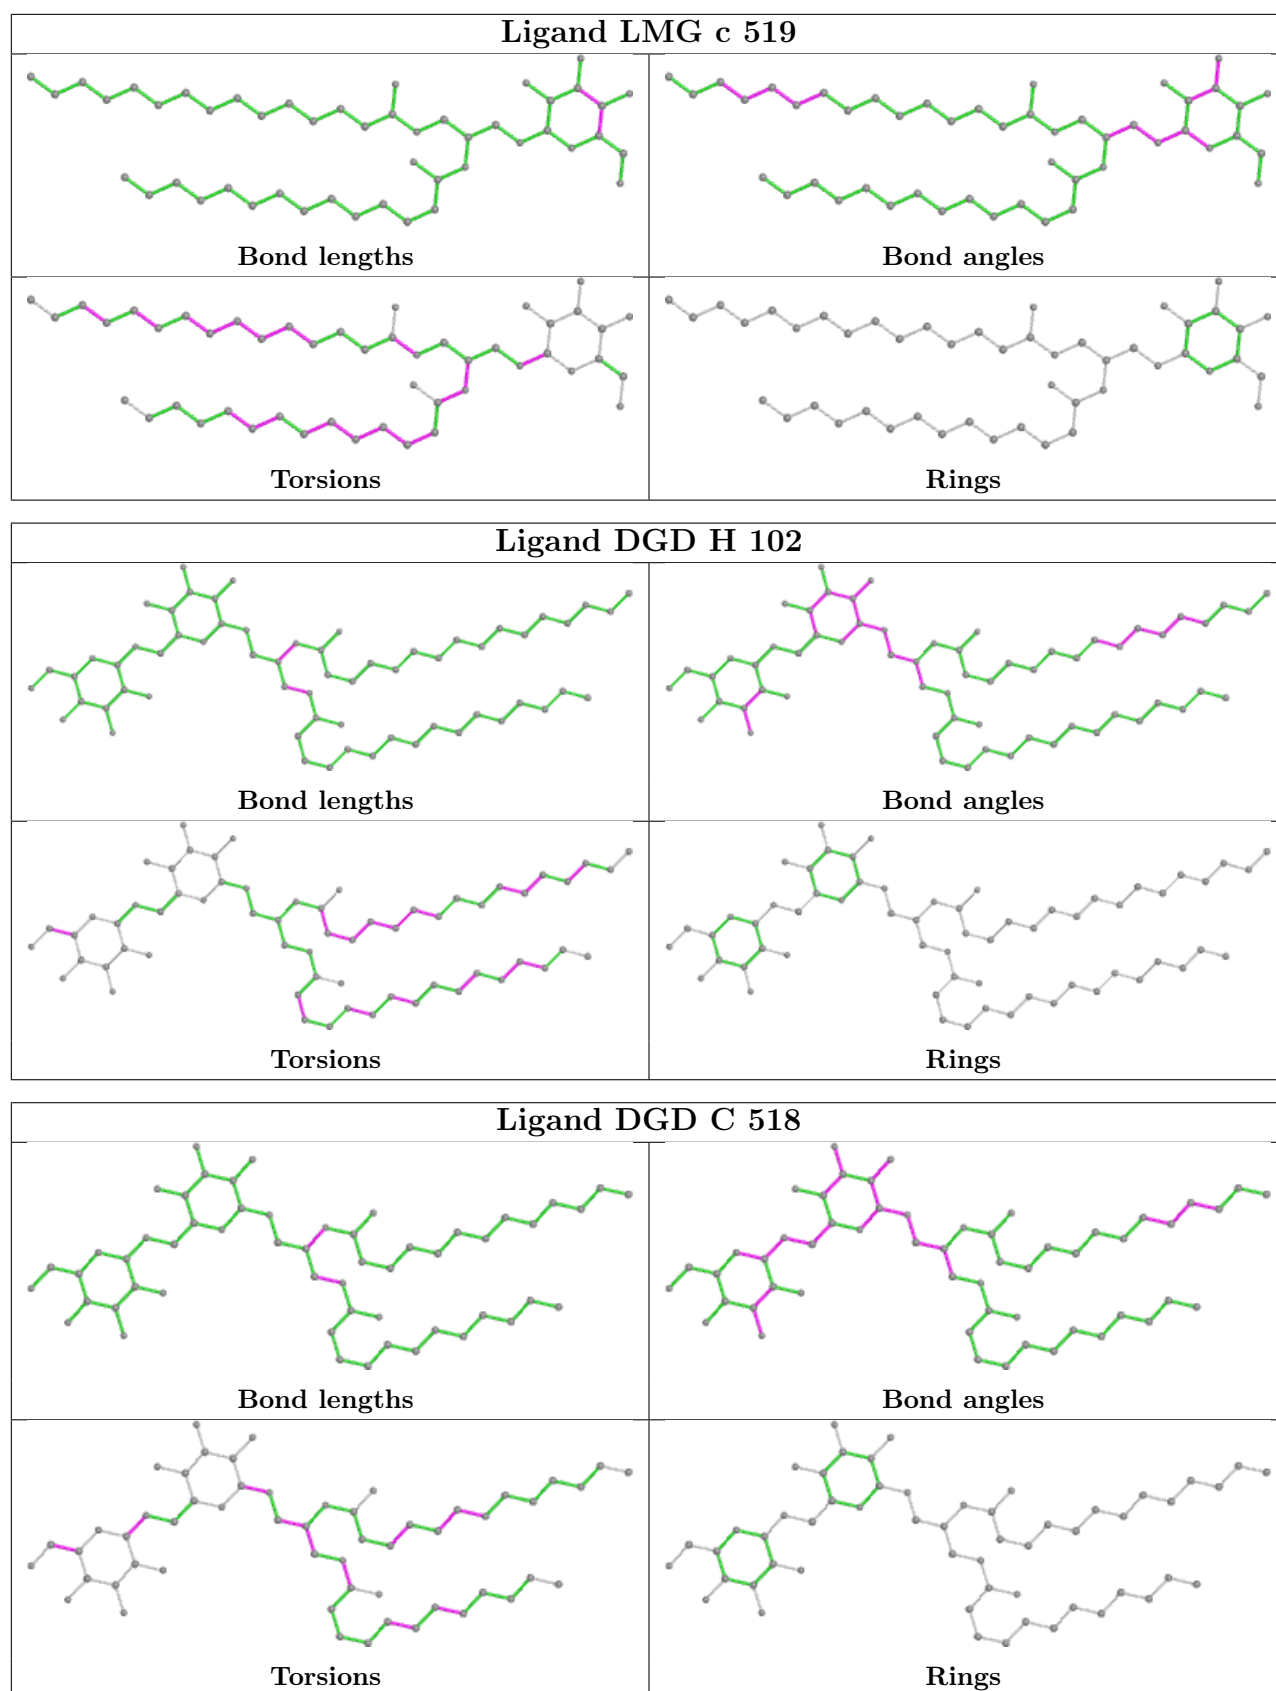 Ligand LMG c 519
Bond lengths
Bond angles
Torsions
Rings
Ligand DGD H 102
Bond lengths
Bond angles
Torsions
Rings
Ligand DGD C 518
Bond lengths
Bond angles
Torsions
Rings